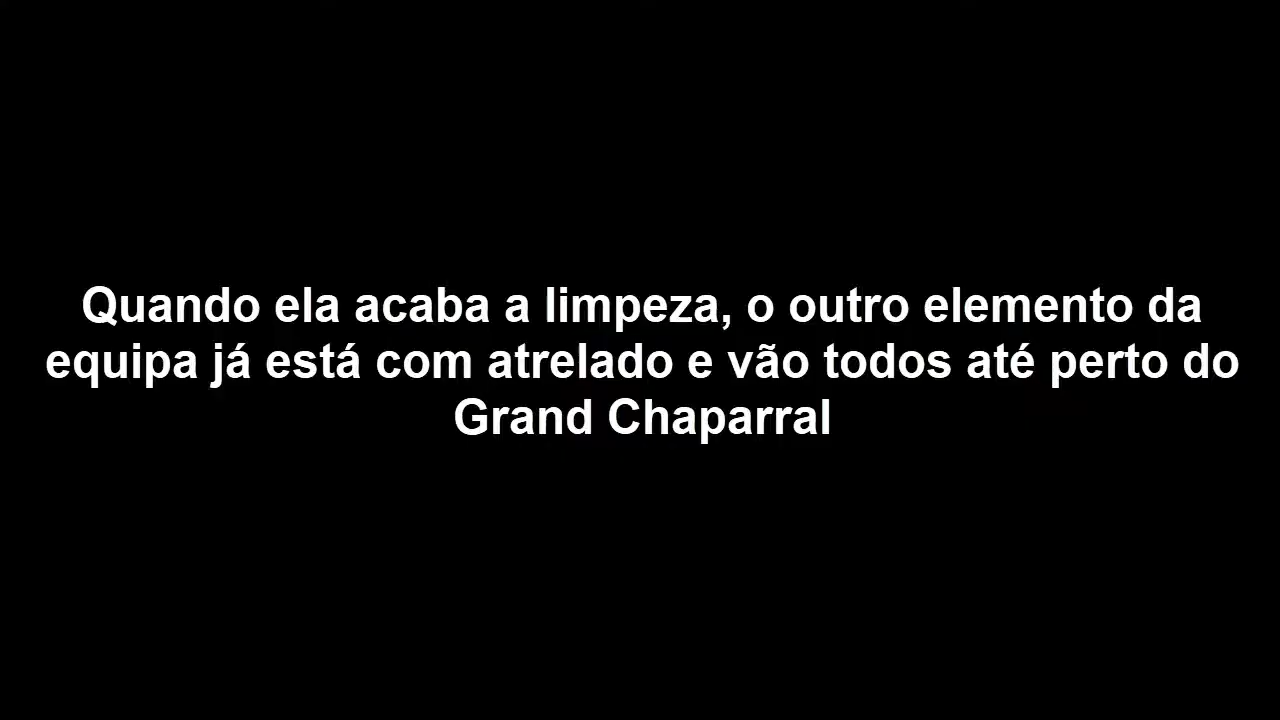 Quando ela acaba a limpeza, o outro elemento da
equipa já está com atrelado e vão todos até perto do
Grand Chaparral